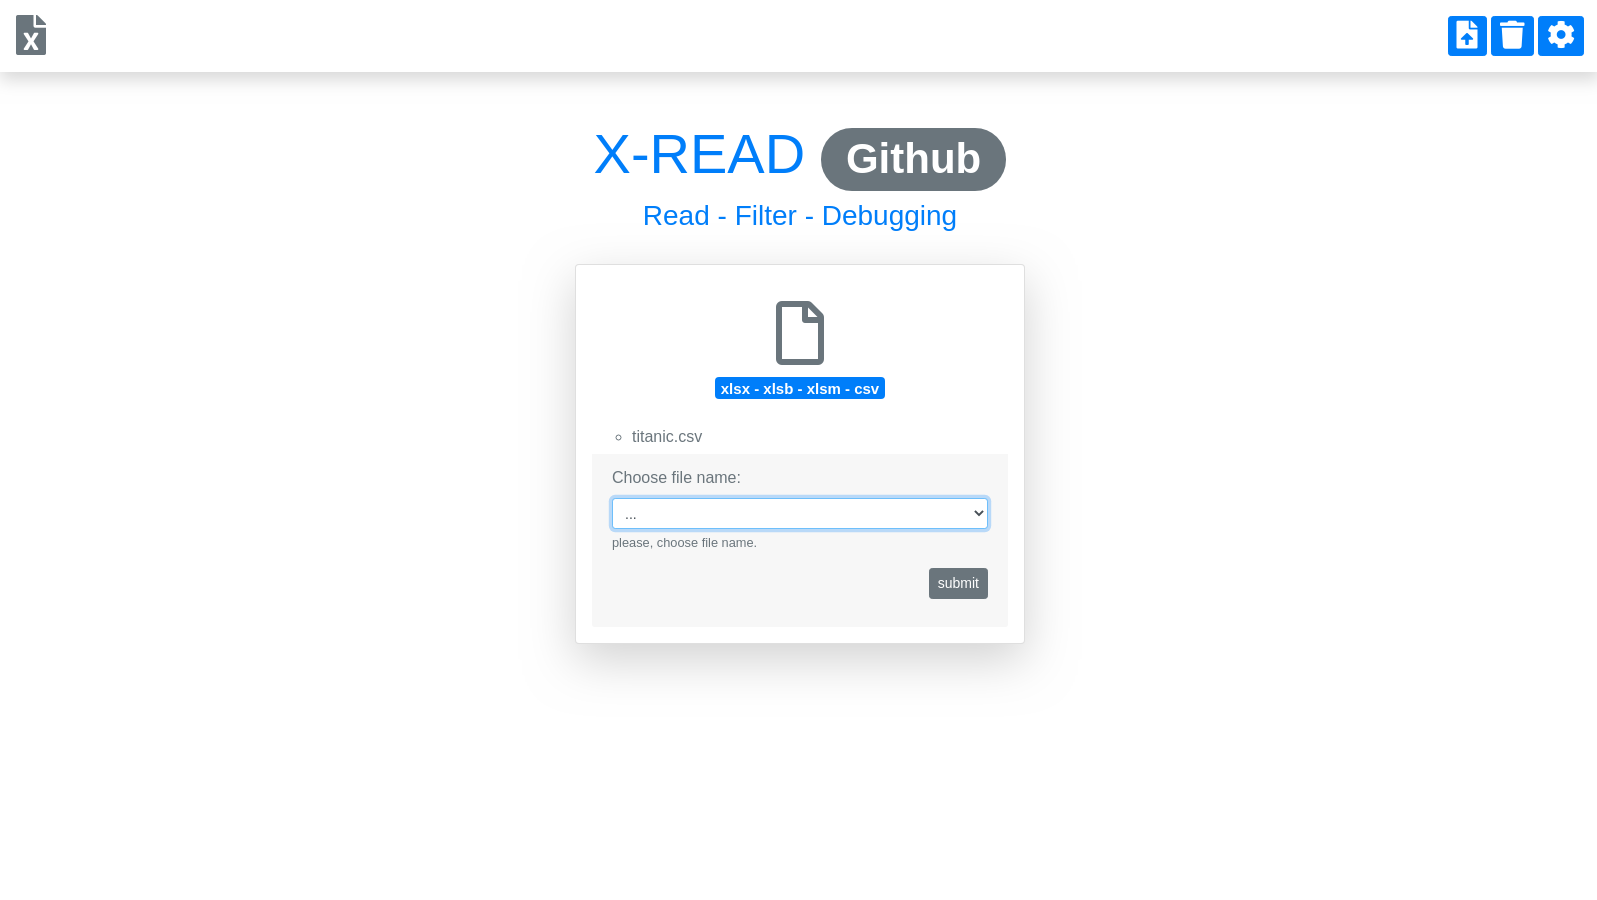 X-READ Github
Read - Filter - Debugging
xlsx - xlsb - xlsm - csv
titanic.csv
Choose file name:
...
please, choose file name.
submit